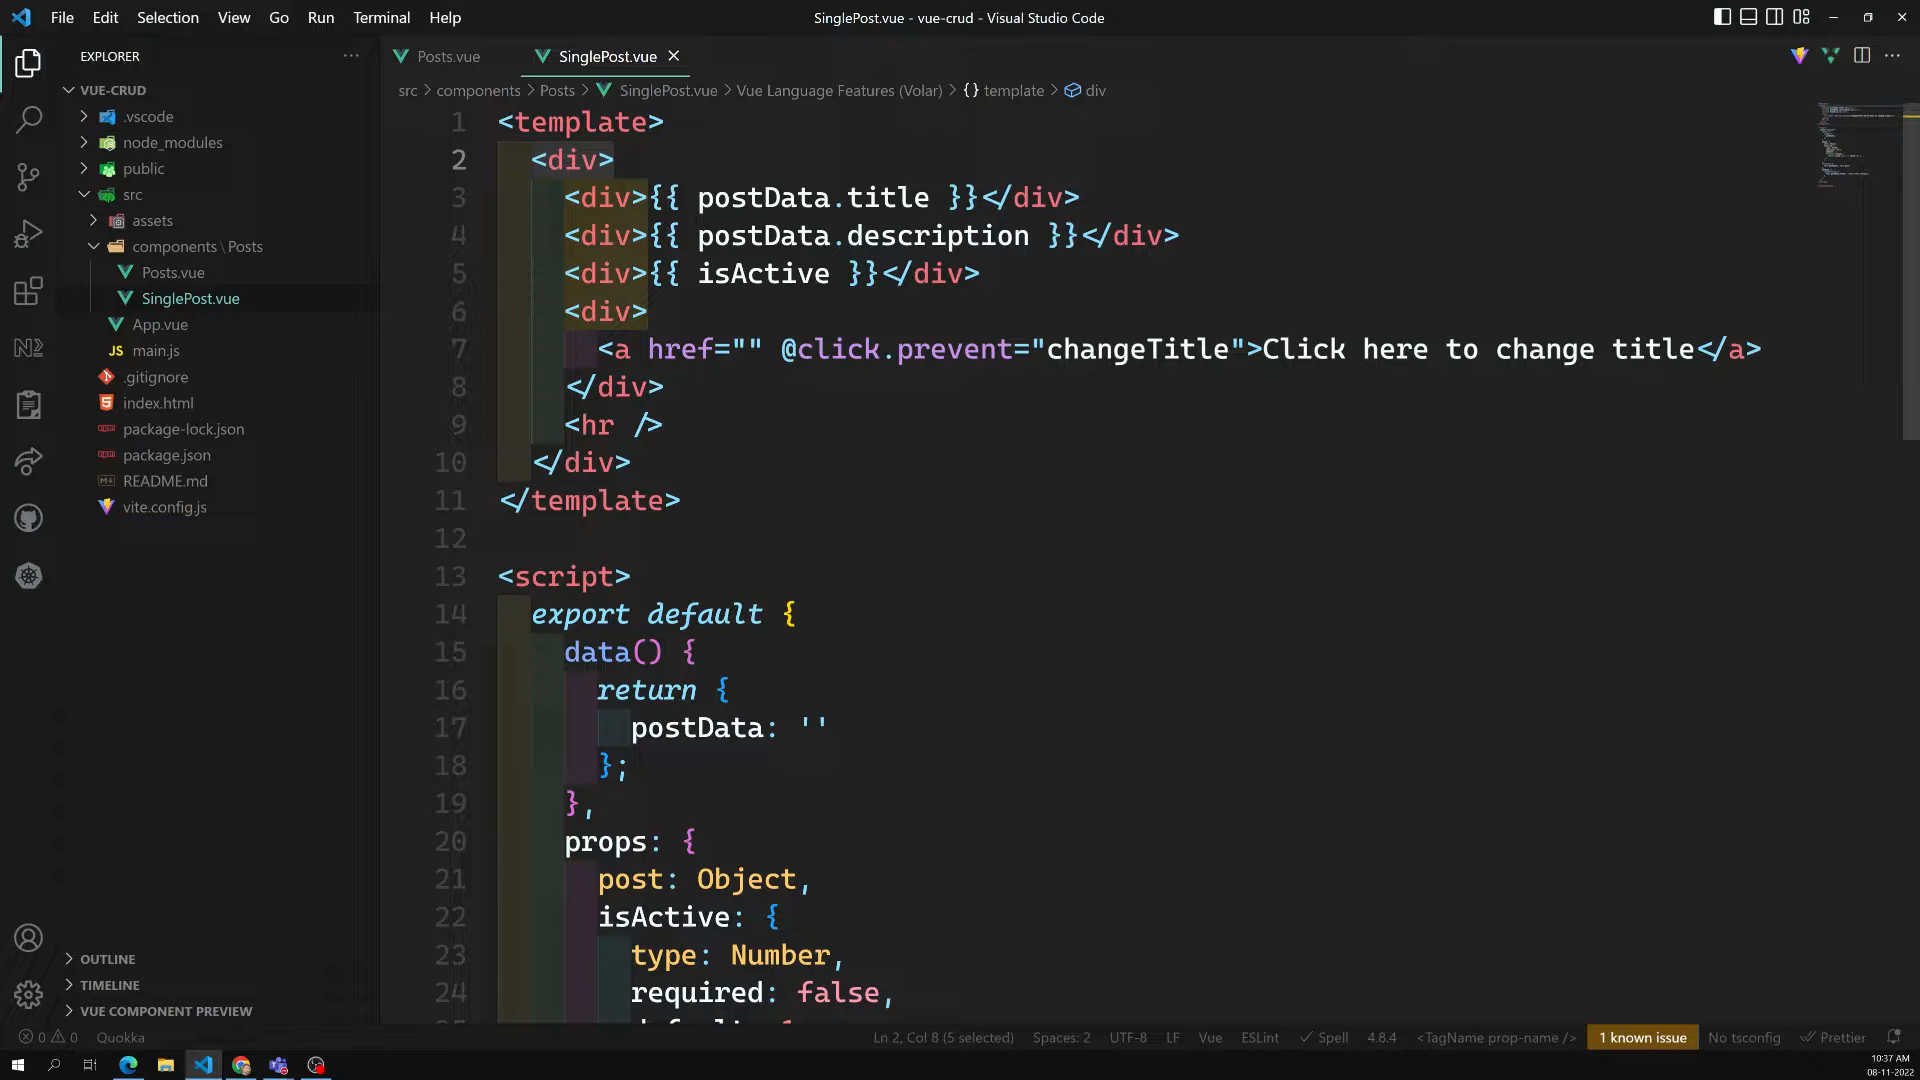 File Edit Selection View Go Run Terminal Help
SinglePost.vue - vue-crud - Visual Studio Code
EXPLORER
VUE-CRUD
.vscode
node_modules
public
src
assets
components \ Posts
Posts.vue
SinglePost.vue
App.vue
JS main.js
.gitignore
index.html
package-lock.json
package.json
README.md
vite.config.js
OUTLINE
TIMELINE
VUE COMPONENT PREVIEW
Posts.vue SinglePost.vue
src > components > Posts > SinglePost.vue > Vue Language Features (Volar) > {} template > div
1 <template>
2 <div>
3 <div>{{ postData.title }}</div>
4 <div>{{ postData.description }}</div>
5 <div>{{ isActive }}</div>
6 <div>
7 <a href="" @click.prevent="changeTitle">Click here to change title</a>
8 </div>
9 <hr />
10 </div>
11 </template>
12
13 <script>
14 export default {
15 data() {
16 return {
17 postData: ''
18 };
19 },
20 props: {
21 post: Object,
22 isActive: {
23 type: Number,
24 required: false,
0 0 Quokka Ln 2, Col 8 (5 selected) Spaces: 2 UTF-8 LF Vue ESLint Spell 4.8.4 <TagName prop-name /> 1 known issue No tsconfig Prettier
10:37 AM
08-11-2022